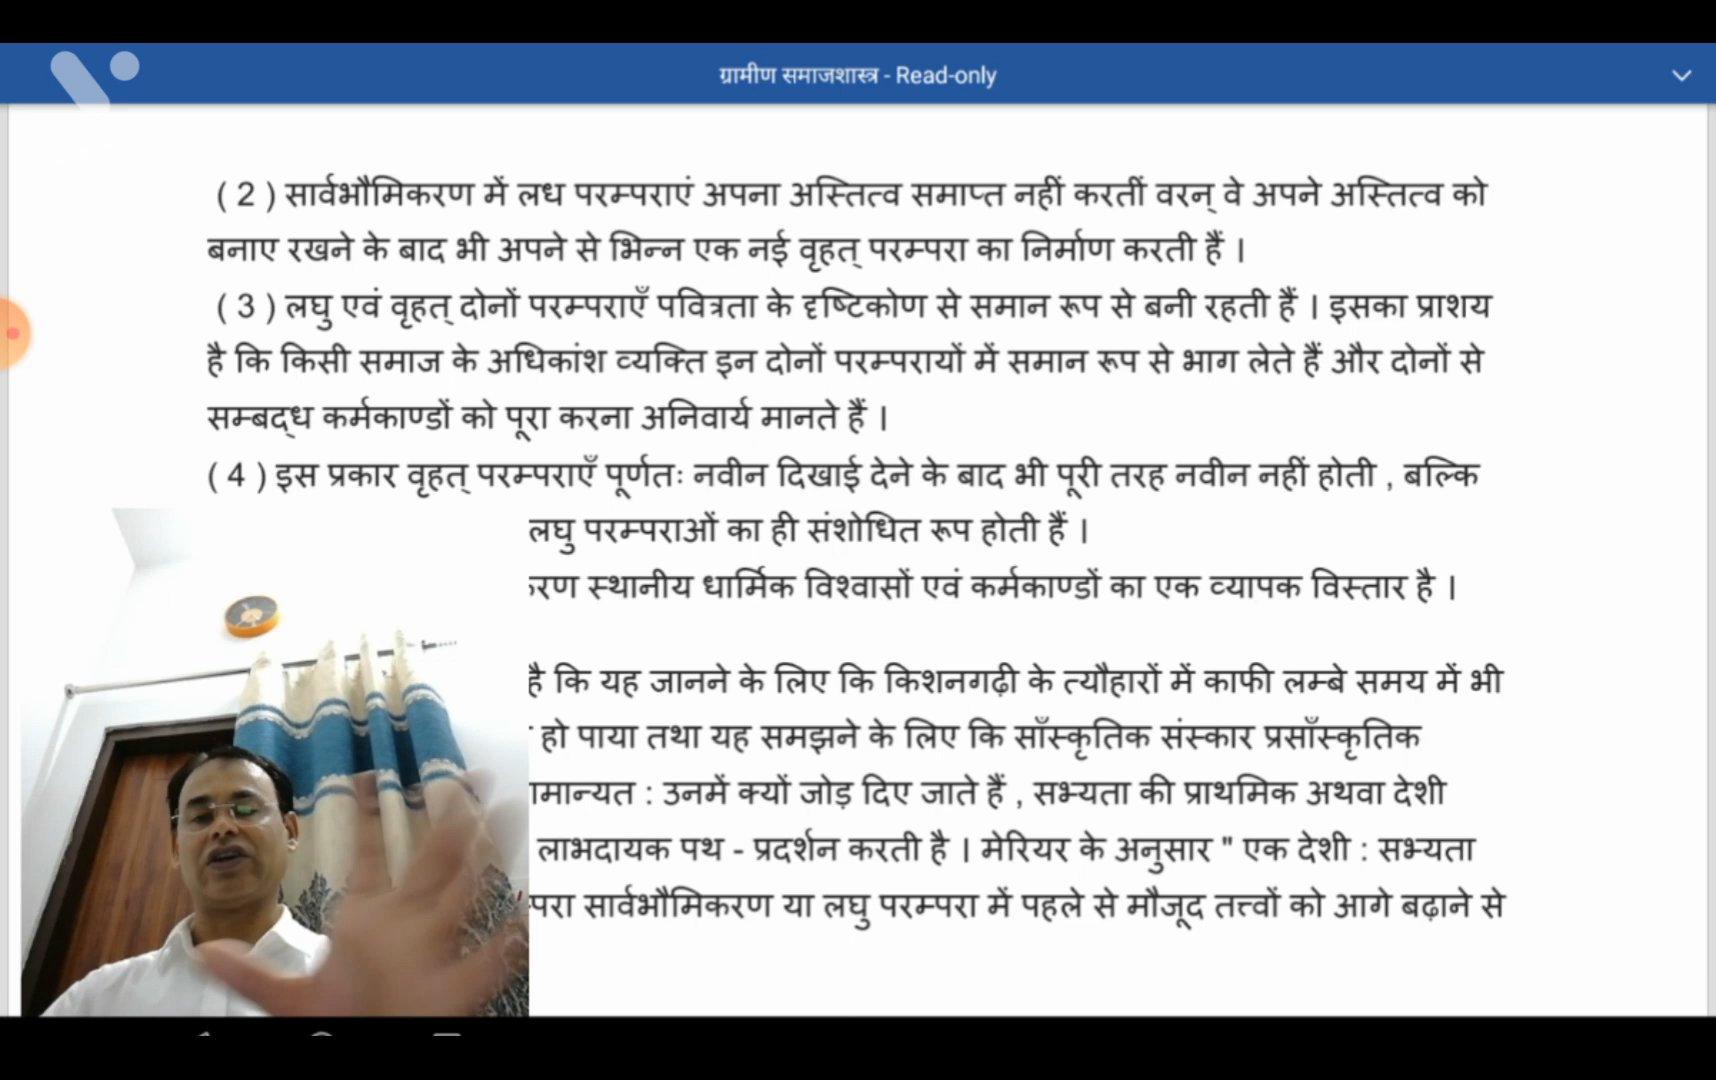 ग्रामीण समाजशास्त्र - Read-only
( 2 ) सार्वभौमिकरण में लध परम्पराएं अपना अस्तित्व समाप्त नहीं करतीं वरन् वे अपने अस्तित्व को
बनाए रखने के बाद भी अपने से भिन्न एक नई वृहत् परम्परा का निर्माण करती हैं ।
( 3 ) लघु एवं वृहत् दोनों परम्पराएँ पवित्रता के दृष्टिकोण से समान रूप से बनी रहती हैं । इसका प्राशय
है कि किसी समाज के अधिकांश व्यक्ति इन दोनों परम्परायों में समान रूप से भाग लेते हैं और दोनों से
सम्बद्ध कर्मकाण्डों को पूरा करना अनिवार्य मानते हैं ।
( 4 ) इस प्रकार वृहत् परम्पराएँ पूर्णतः नवीन दिखाई देने के बाद भी पूरी तरह नवीन नहीं होती , बल्कि
लघु परम्पराओं का ही संशोधित रूप होती हैं ।
रण स्थानीय धार्मिक विश्वासों एवं कर्मकाण्डों का एक व्यापक विस्तार है ।
है कि यह जानने के लिए कि किशनगढ़ी के त्यौहारों में काफी लम्बे समय में भी
हो पाया तथा यह समझने के लिए कि साँस्कृतिक संस्कार प्रसाँस्कृतिक
मान्यत : उनमें क्यों जोड़ दिए जाते हैं , सभ्यता की प्राथमिक अथवा देशी
लाभदायक पथ - प्रदर्शन करती है । मेरियर के अनुसार " एक देशी : सभ्यता
परा सार्वभौमिकरण या लघु परम्परा में पहले से मौजूद तत्त्वों को आगे बढ़ाने से